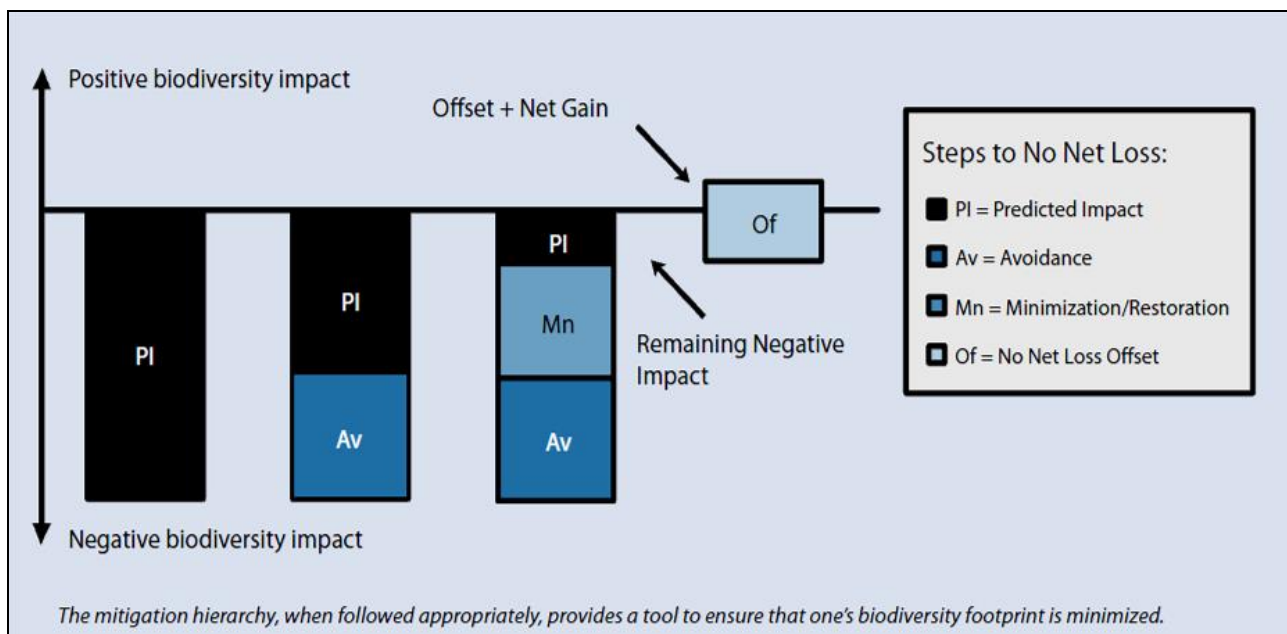 Positive biodiversity impact
Offset + Net Gain
Of
PI
PI
Av
PI
Mn
Av
Remaining Negative
Impact
Negative biodiversity impact
Steps to No Net Loss:
PI = Predicted Impact
Av = Avoidance
Mn = Minimization/Restoration
Of = No Net Loss Offset
The mitigation hierarchy, when followed appropriately, provides a tool to ensure that one's biodiversity footprint is minimized.